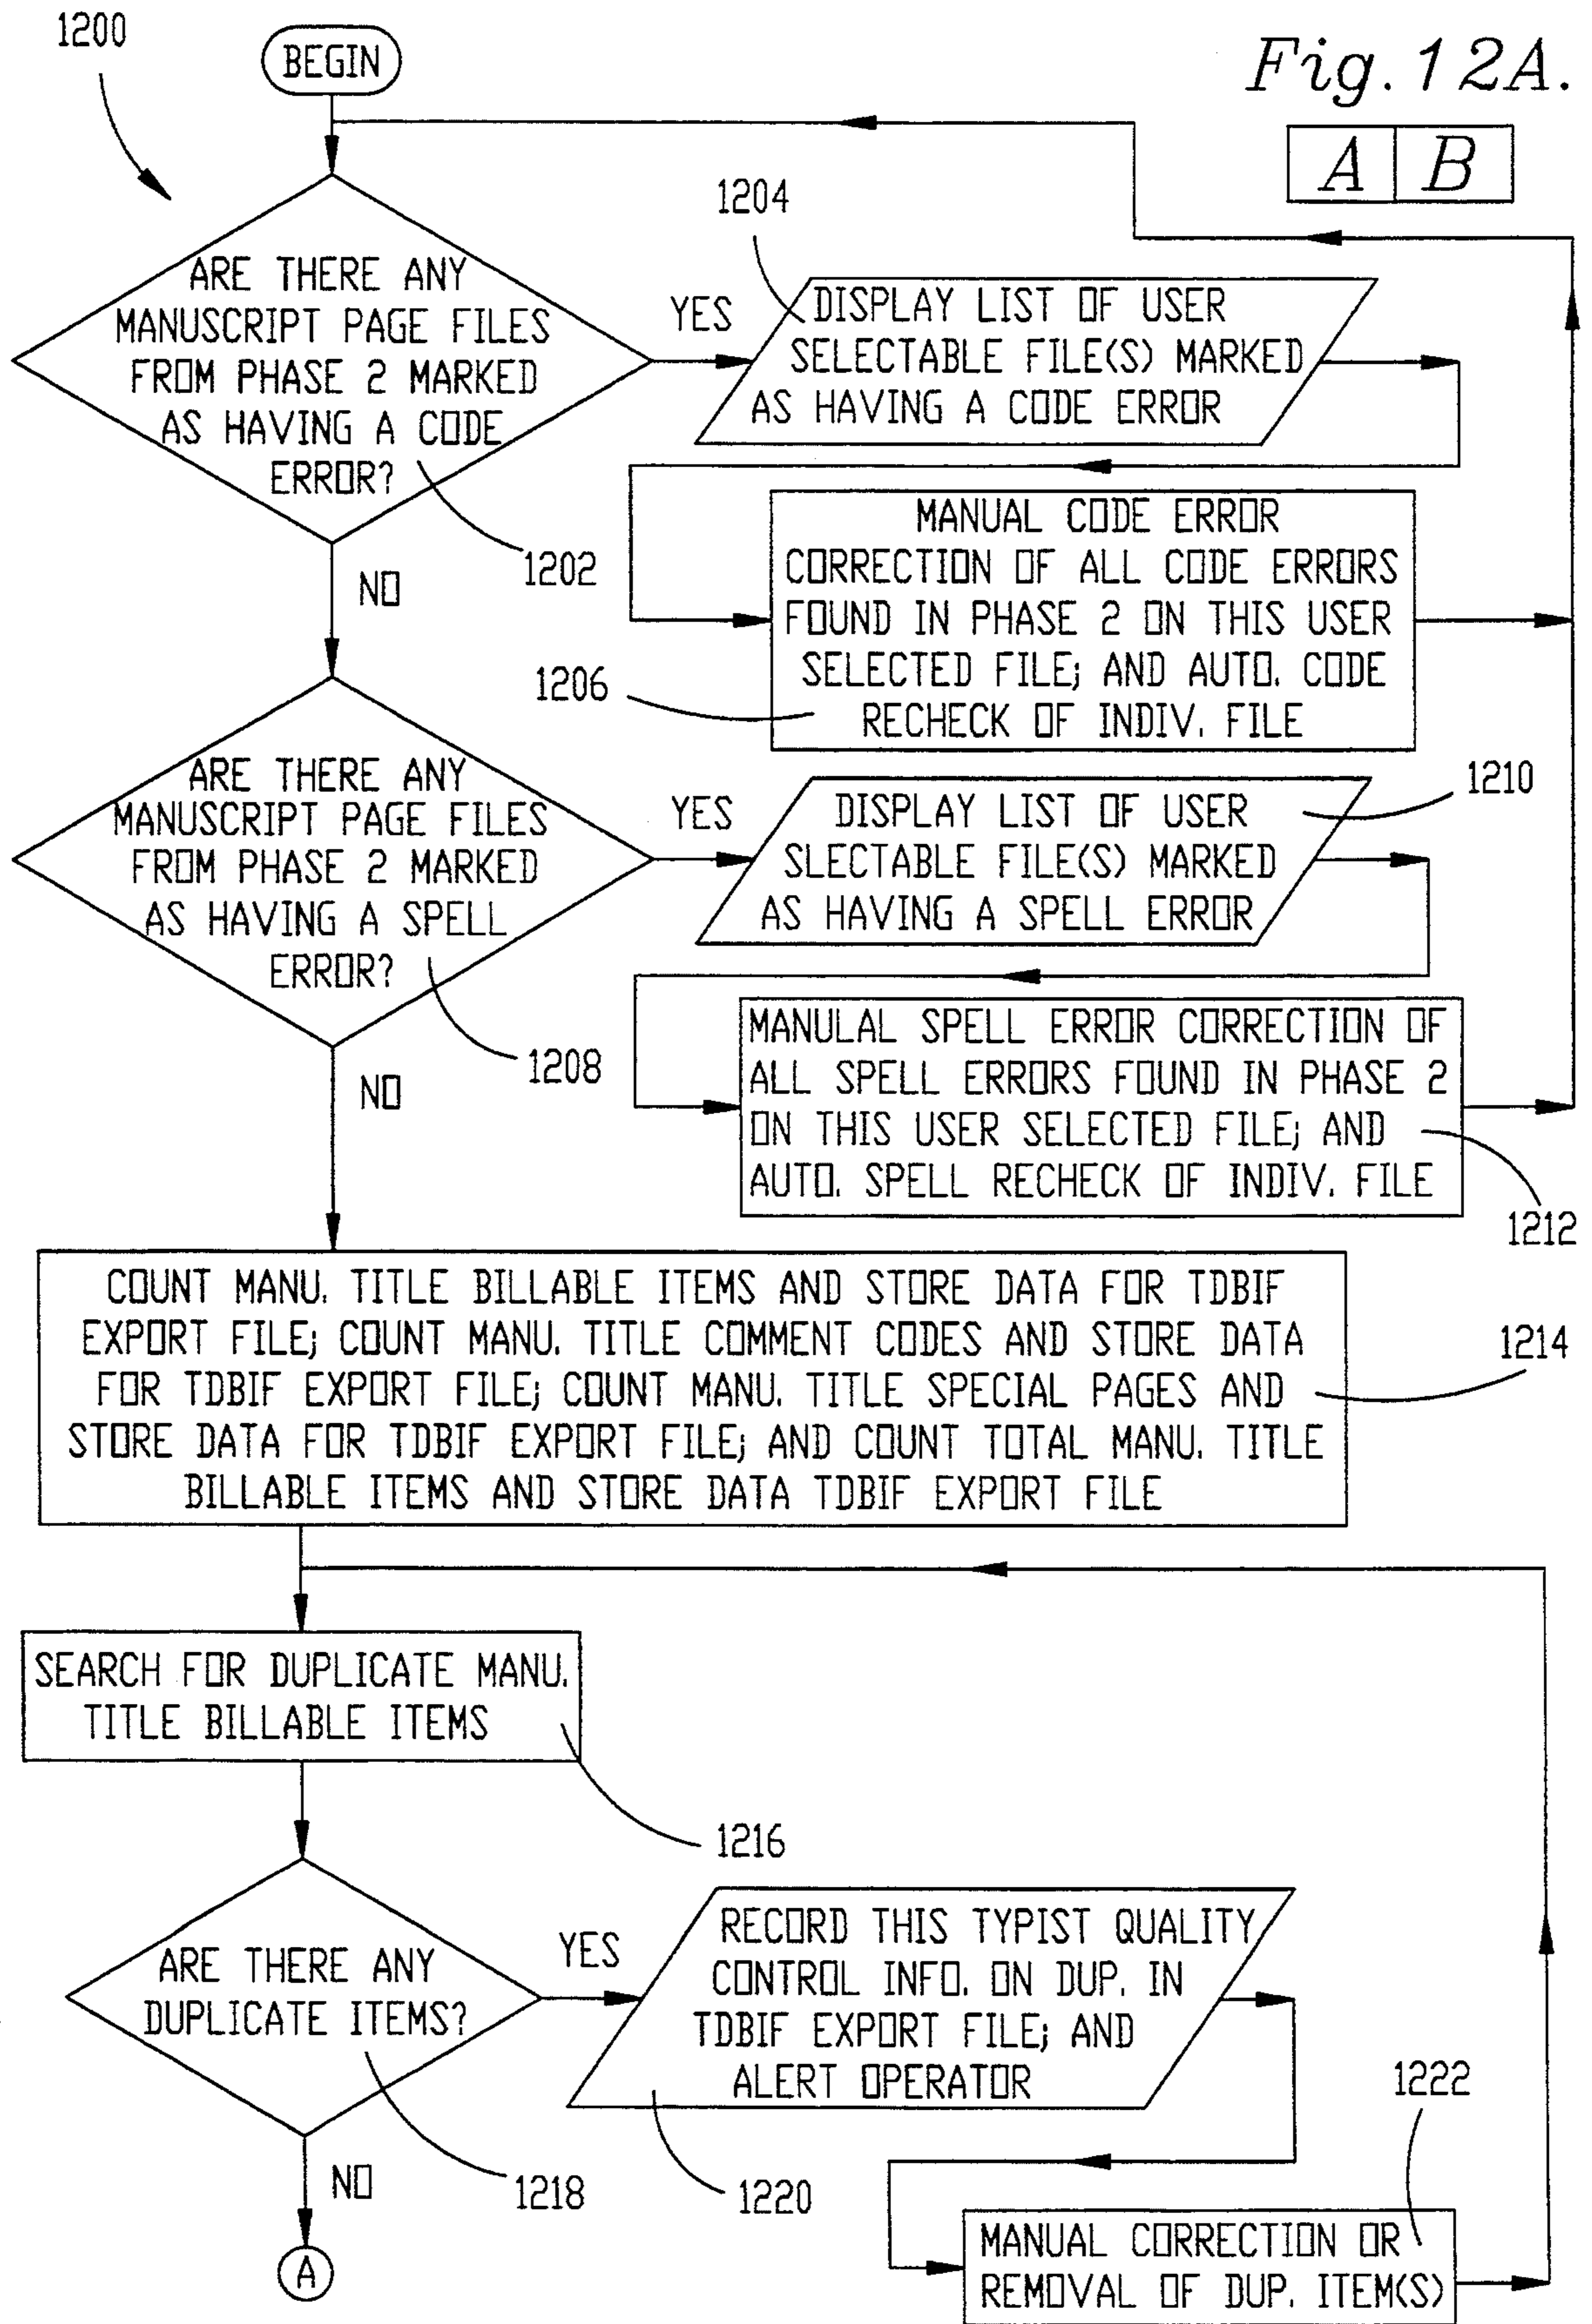 1200
BEGIN
Fig. 12A.
A B
1204
ARE THERE ANY
MANUSCRIPT PAGE FILES
FROM PHASE 2 MARKED
AS HAVING A CODE
ERROR?
YES
DISPLAY LIST OF USER
SELECTABLE FILE(S) MARKED
AS HAVING A CODE ERROR
1202
NO
MANUAL CODE ERROR
CORRECTION OF ALL CODE ERRORS
FOUND IN PHASE 2 ON THIS USER
SELECTED FILE; AND AUTO. CODE
RECHECK OF INDIV. FILE
1206
ARE THERE ANY
MANUSCRIPT PAGE FILES
FROM PHASE 2 MARKED
AS HAVING A SPELL
ERROR?
YES
DISPLAY LIST OF USER
SLECTABLE FILE(S) MARKED
AS HAVING A SPELL ERROR
1210
1208
NO
MANULAL SPELL ERROR CORRECTION OF
ALL SPELL ERRORS FOUND IN PHASE 2
ON THIS USER SELECTED FILE; AND
AUTO. SPELL RECHECK OF INDIV. FILE
1212
COUNT MANU. TITLE BILLABLE ITEMS AND STORE DATA FOR TDBIF
EXPORT FILE; COUNT MANU. TITLE COMMENT CODES AND STORE DATA
FOR TDBIF EXPORT FILE; COUNT MANU. TITLE SPECIAL PAGES AND
STORE DATA FOR TDBIF EXPORT FILE; AND COUNT TOTAL MANU. TITLE
BILLABLE ITEMS AND STORE DATA TDBIF EXPORT FILE
1214
SEARCH FOR DUPLICATE MANU.
TITLE BILLABLE ITEMS
1216
ARE THERE ANY
DUPLICATE ITEMS?
YES
RECORD THIS TYPIST QUALITY
CONTROL INFO. ON DUP. IN
TDBIF EXPORT FILE; AND
ALERT OPERATOR
1218
NO
1220
1222
MANUAL CORRECTION OR
REMOVAL OF DUP. ITEM(S)
A